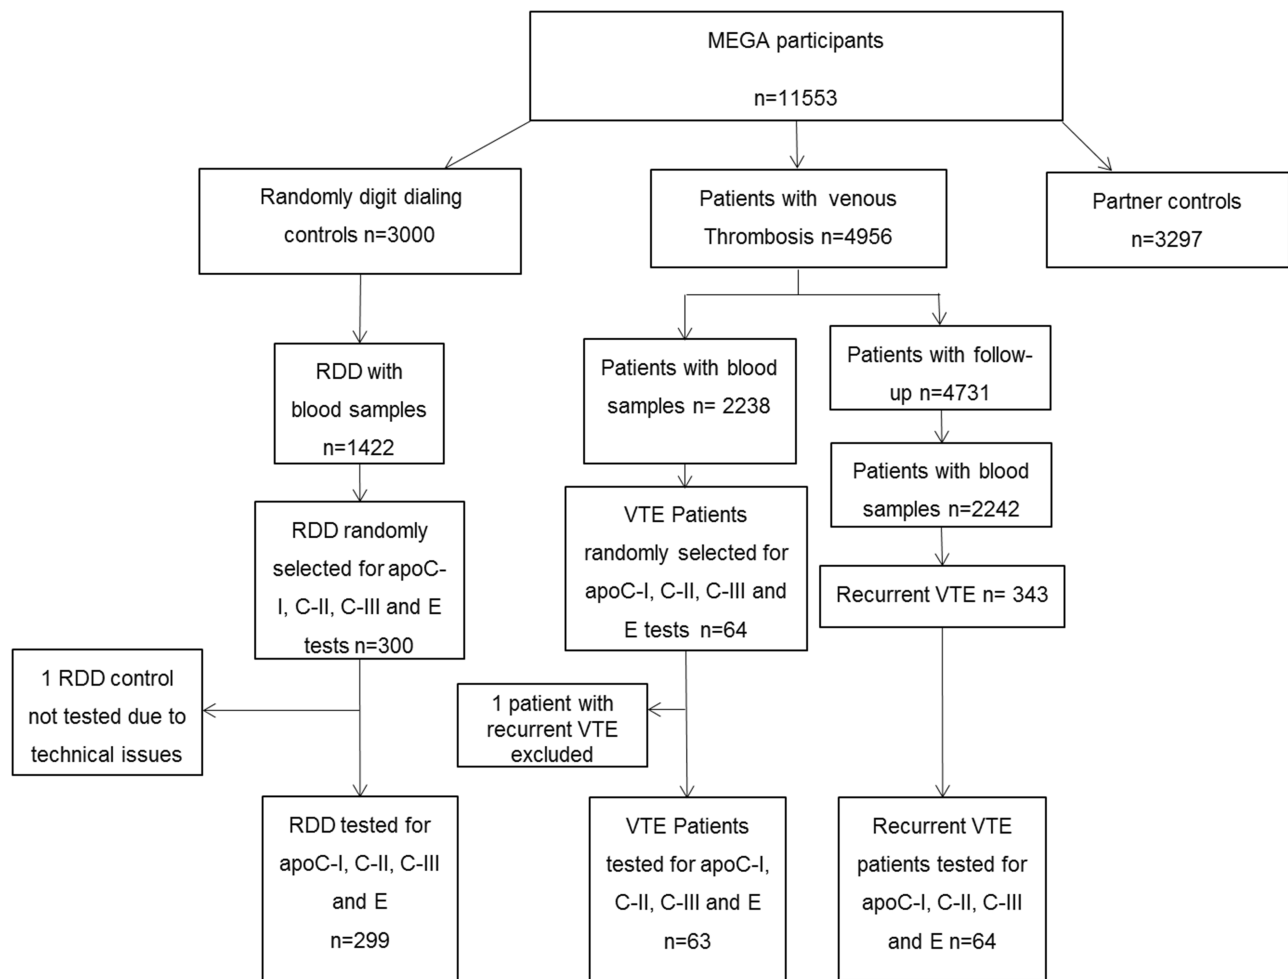 MEGA participants
n=11553
Randomly digit dialing
controls n=3000
Patients with venous
Thrombosis n=4956
Partner controls
n=3297
RDD with
blood samples
n=1422
Patients with blood
samples n= 2238
Patients with follow-
up n=4731
Patients with blood
samples n=2242
RDD randomly
selected for apoC-
I, C-II, C-III and E
tests n=300
VTE Patients
randomly selected for
apoC-I, C-II, C-III and
E tests n=64
Recurrent VTE n= 343
1 RDD control
not tested due to
technical issues
1 patient with
recurrent VTE
excluded
RDD tested for
apoC-I, C-II, C-III
and E
n=299
VTE Patients
tested for apoC-I,
C-II, C-III and E
n=63
Recurrent VTE
patients tested for
apoC-I, C-II, C-III
and E n=64